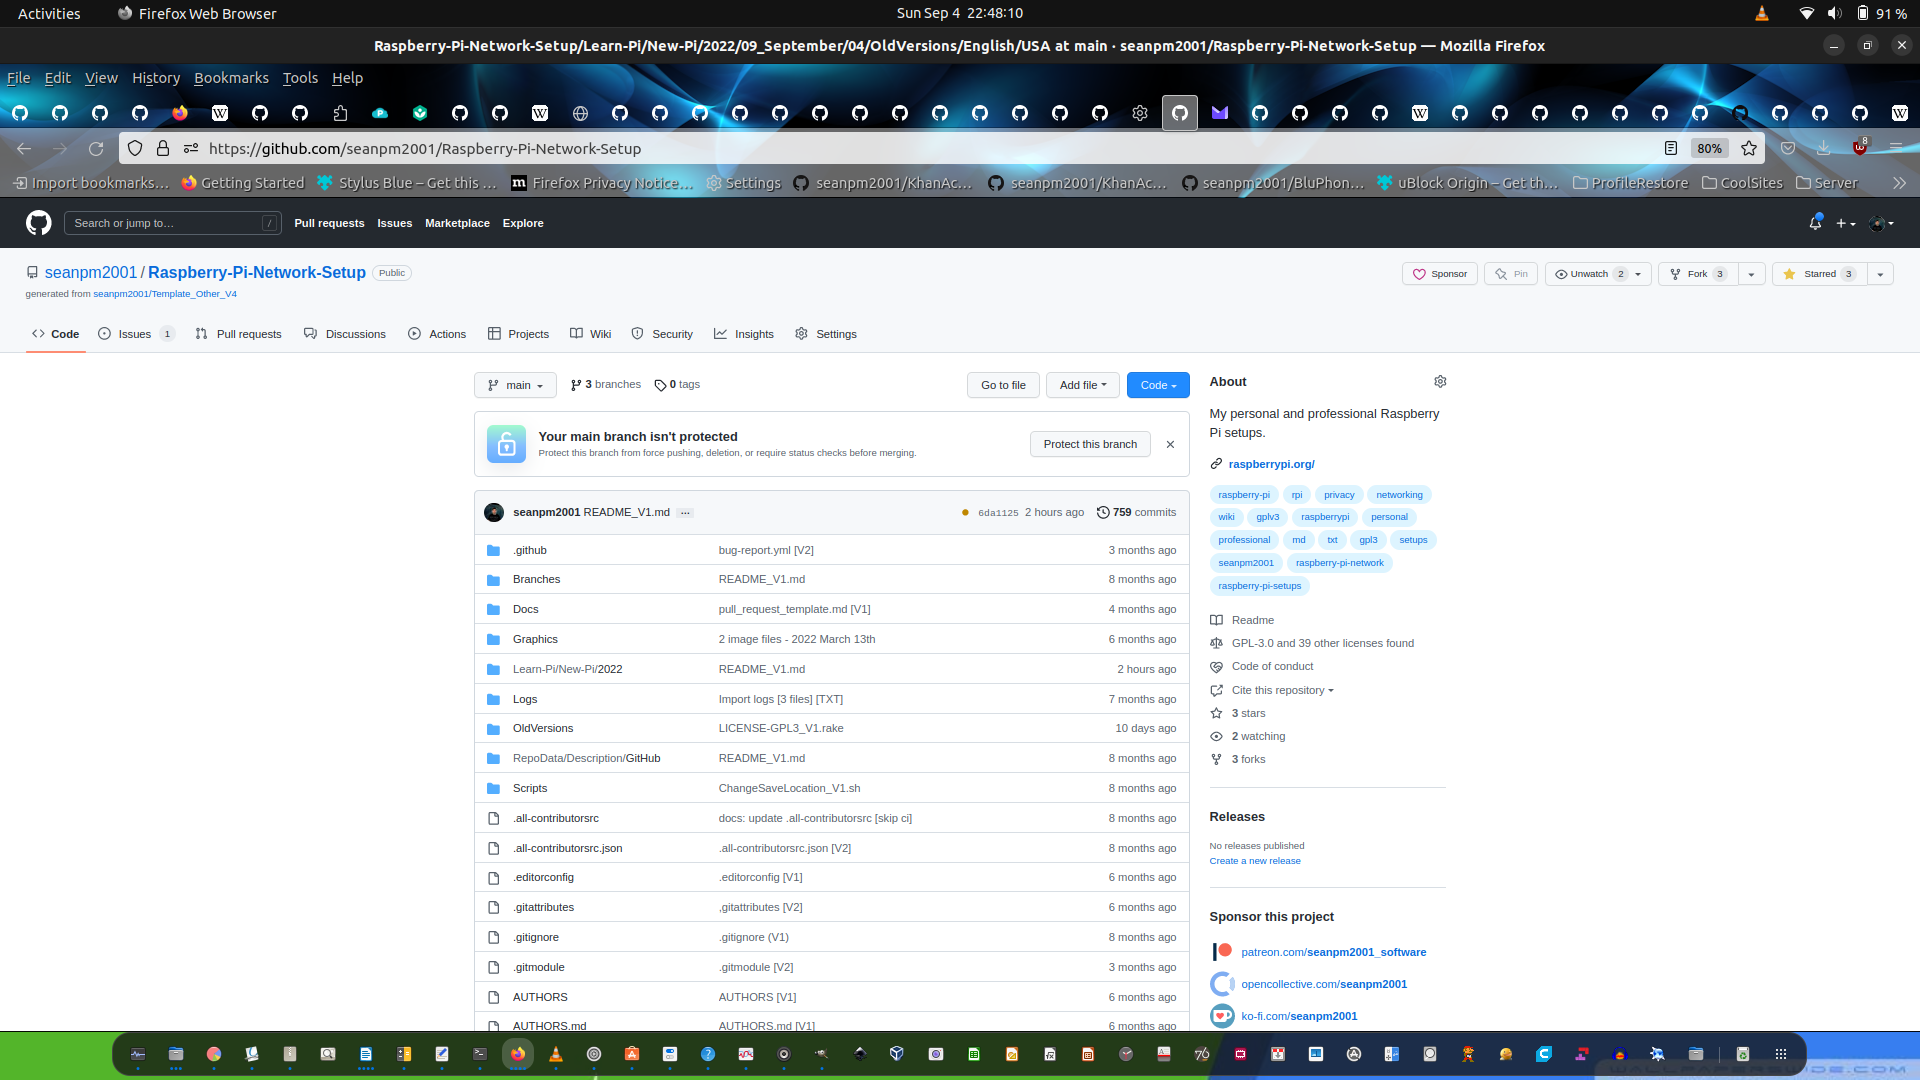 Activities
Firefox Web Browser
Sun Sep 4 22:48:10
91 %
Raspberry-Pi-Network-Setup/Learn-Pi/New-Pi/2022/09_September/04/OldVersions/English/USA at main · seanpm2001/Raspberry-Pi-Network-Setup — Mozilla Firefox
File Edit View History Bookmarks Tools Help
https://github.com/seanpm2001/Raspberry-Pi-Network-Setup
80%
8
Import bookmarks…
Getting Started
Stylus Blue – Get this …
Firefox Privacy Notice…
Settings
seanpm2001/KhanAc…
seanpm2001/KhanAc…
seanpm2001/BluPhon…
uBlock Origin – Get th…
ProfileRestore
CoolSites
Server
Search or jump to…
/
Pull requests
Issues
Marketplace
Explore
seanpm2001 / Raspberry-Pi-Network-Setup
Public
Sponsor
Pin
Unwatch 2
Fork 3
Starred 3
generated from seanpm2001/Template_Other_V4
Code
Issues 1
Pull requests
Discussions
Actions
Projects
Wiki
Security
Insights
Settings
main
3 branches
0 tags
Go to file
Add file
Code
Your main branch isn't protected
Protect this branch from force pushing, deletion, or require status checks before merging.
Protect this branch
seanpm2001 README_V1.md ...
6da1125 2 hours ago
759 commits
.github bug-report.yml [V2] 3 months ago
Branches README_V1.md 8 months ago
Docs pull_request_template.md [V1] 4 months ago
Graphics 2 image files - 2022 March 13th 6 months ago
Learn-Pi/New-Pi/2022 README_V1.md 2 hours ago
Logs Import logs [3 files] [TXT] 7 months ago
OldVersions LICENSE-GPL3_V1.rake 10 days ago
RepoData/Description/GitHub README_V1.md 8 months ago
Scripts ChangeSaveLocation_V1.sh 8 months ago
.all-contributorsrc docs: update .all-contributorsrc [skip ci] 8 months ago
.all-contributorsrc.json .all-contributorsrc.json [V2] 8 months ago
.editorconfig .editorconfig [V1] 6 months ago
.gitattributes ,gitattributes [V2] 6 months ago
.gitignore .gitignore (V1) 8 months ago
.gitmodule .gitmodule [V2] 3 months ago
AUTHORS AUTHORS [V1] 6 months ago
AUTHORS.md AUTHORS.md [V1] 6 months ago
About
My personal and professional Raspberry
Pi setups.
raspberrypi.org/
raspberry-pi rpi privacy networking
wiki gplv3 raspberrypi personal
professional md txt gpl3 setups
seanpm2001 raspberry-pi-network
raspberry-pi-setups
Readme
GPL-3.0 and 39 other licenses found
Code of conduct
Cite this repository
3 stars
2 watching
3 forks
Releases
No releases published
Create a new release
Sponsor this project
patreon.com/seanpm2001_software
opencollective.com/seanpm2001
ko-fi.com/seanpm2001
76